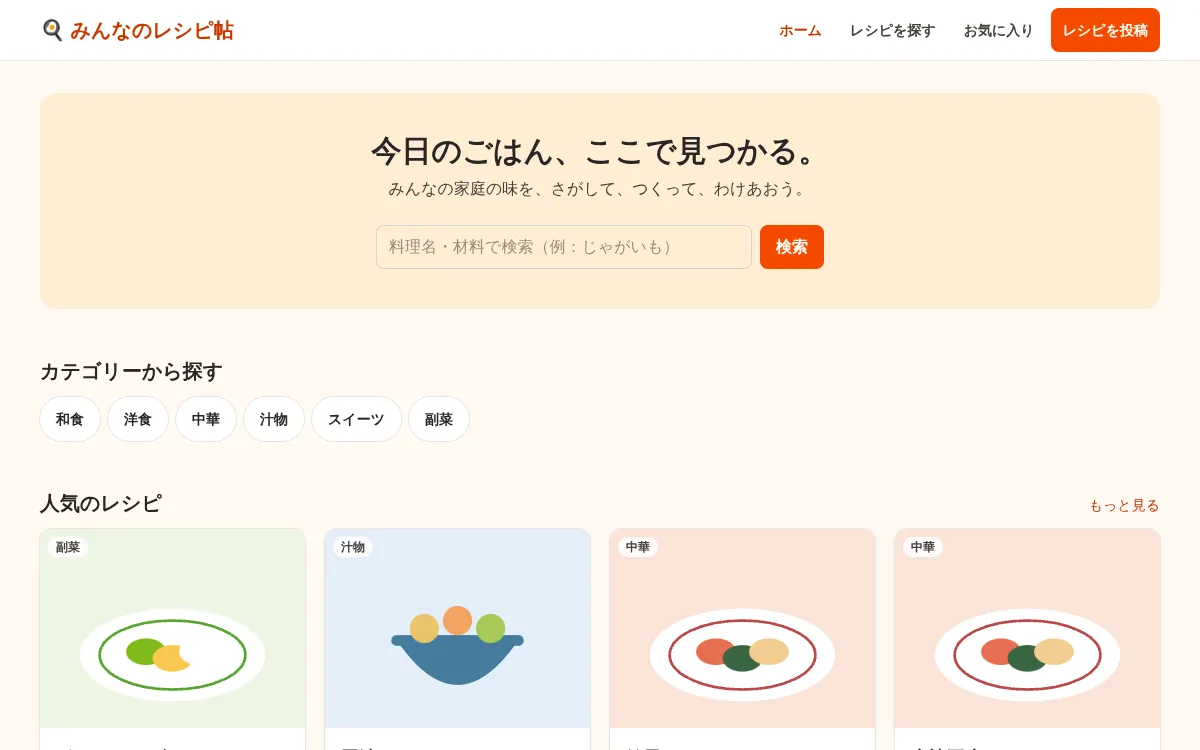 みんなのレシピ帖
ホーム
レシピを探す
お気に入り
レシピを投稿
今日のごはん、ここで見つかる。
みんなの家庭の味を、さがして、つくって、わけあおう。
料理名・材料で検索（例：じゃがいも）
検索
カテゴリーから探す
和食
洋食
中華
汁物
スイーツ
副菜
人気のレシピ
もっと見る
副菜
汁物
中華
中華